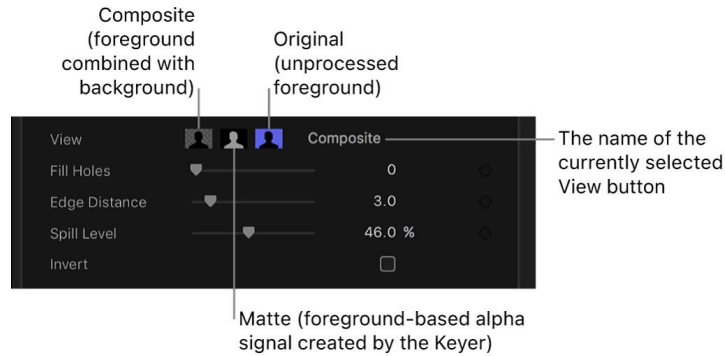 Composite
(foreground
combined with
background)
Original
(unprocessed
foreground)
View Composite
The name of the
currently selected
View button
Fill Holes 0
Edge Distance 3.0
Spill Level 46.0 %
Invert
Matte (foreground-based alpha
signal created by the Keyer)